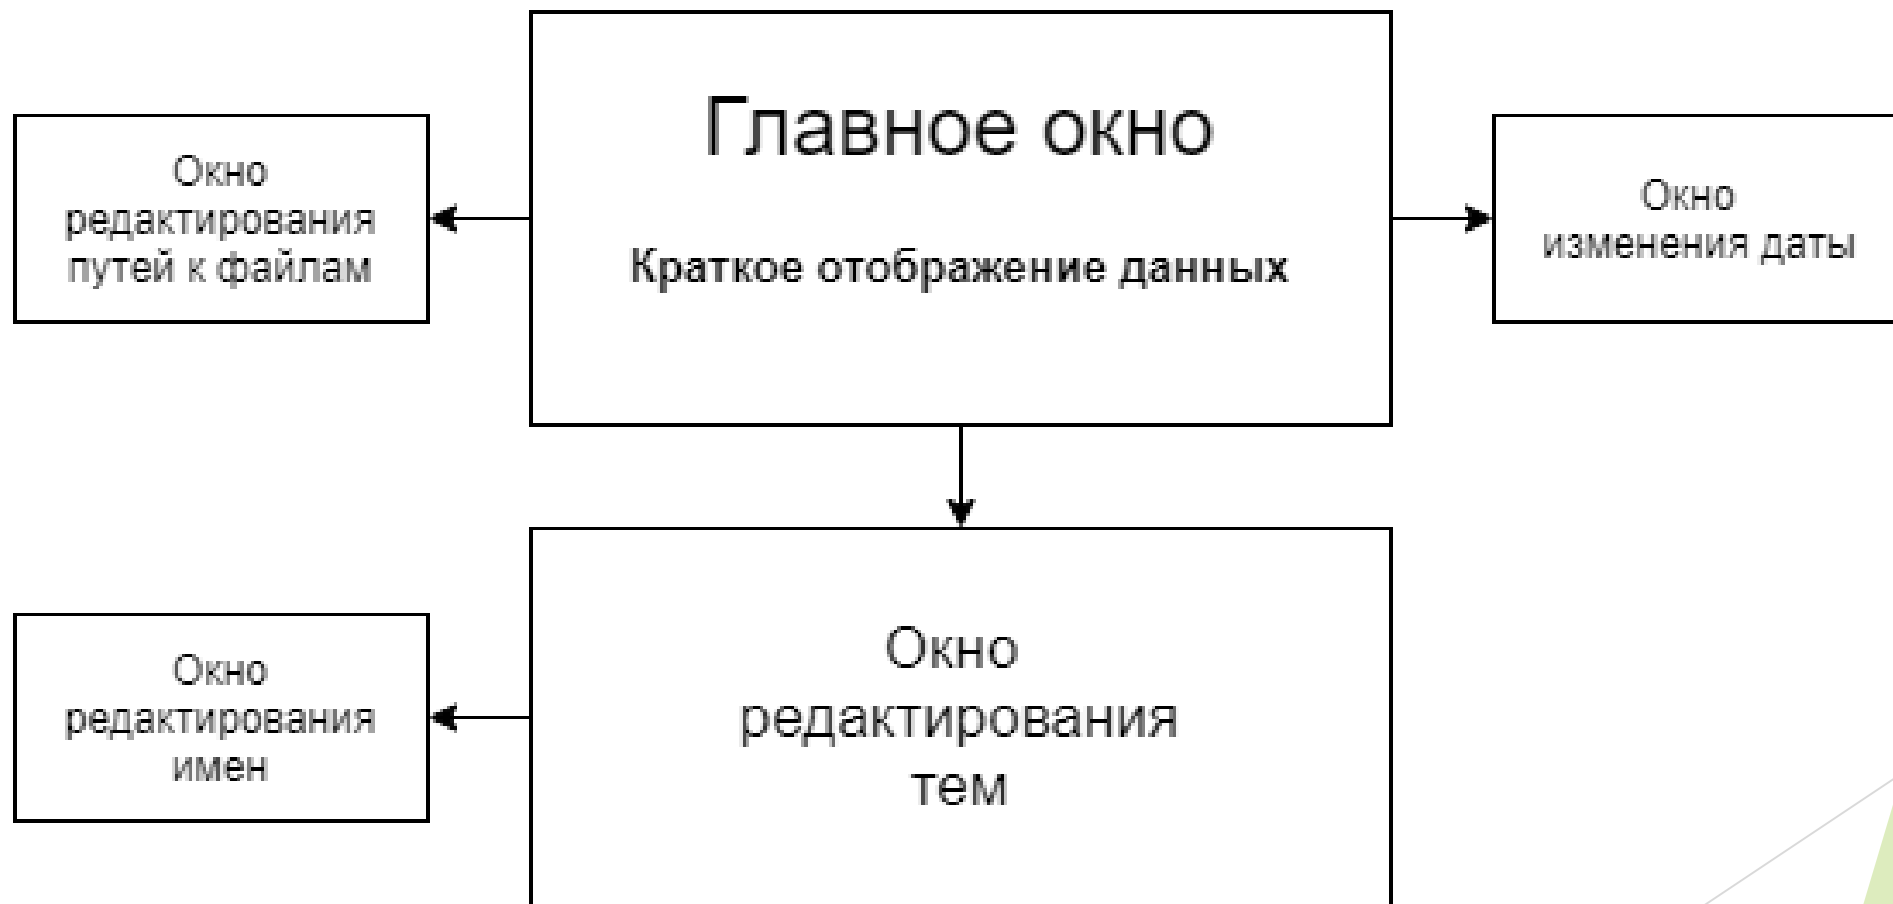 Главное окно
Краткое отображение данных
Окно
редактирования
путей к файлам
Окно
изменения даты
Окно
редактирования
имен
Окно
редактирования
тем